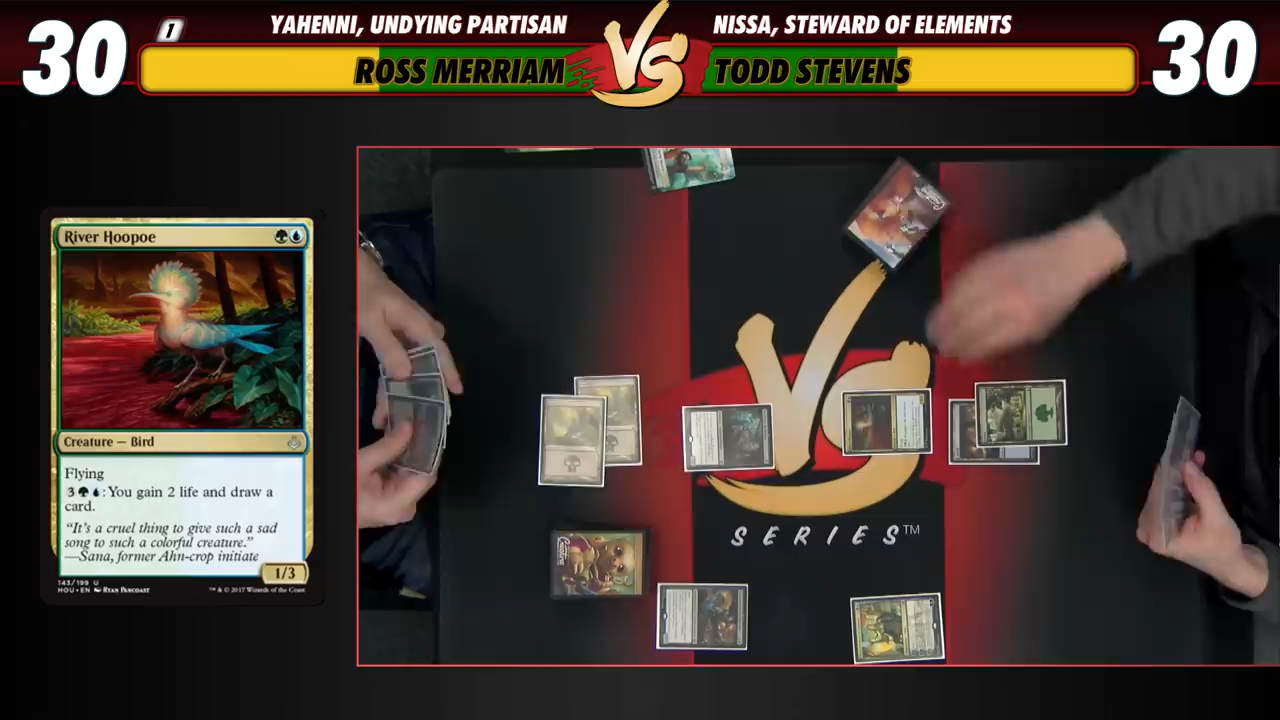 30
1
YAHENNI, UNDYING PARTISAN
ROSS MERRIAM
VS
NISSA, STEWARD OF ELEMENTS
TODD STEVENS
30
River Hoopoe
Creature — Bird
Flying
3 : You gain 2 life and draw a
card.
“It's a cruel thing to give such a sad
song to such a colorful creature.”
—Sana, former Ahn-crop initiate
1/3
143/199 U
HOU • EN RYAN PANCOAST
™ & © 2017 Wizards of the Coast
VS
SERIES™